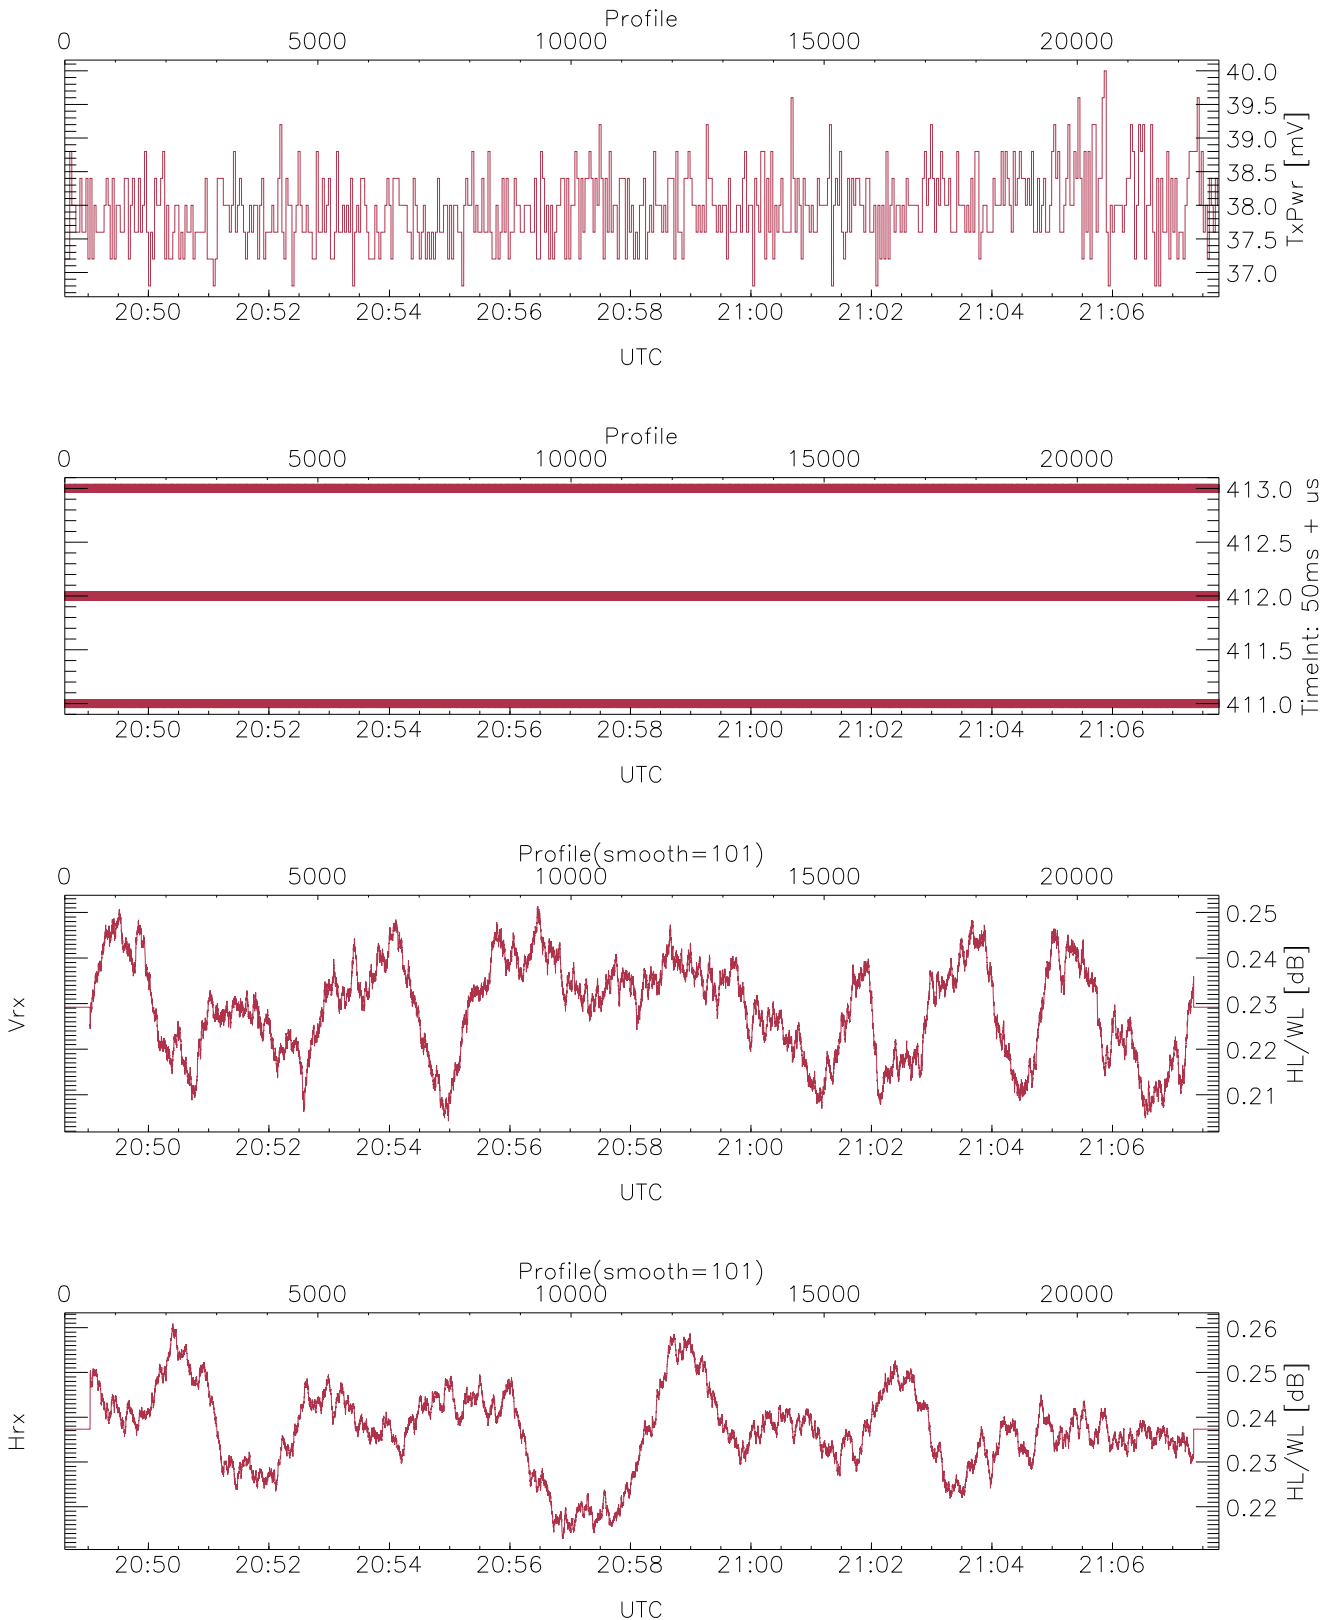 Profile
0 5000 10000 15000 20000
40.0
39.5
39.0
38.5
38.0
37.5
37.0
TxPwr [mV]
20:50 20:52 20:54 20:56 20:58 21:00 21:02 21:04 21:06
UTC
Profile
0 5000 10000 15000 20000
413.0
412.5
412.0
411.5
411.0
TimeInt: 50ms + us
20:50 20:52 20:54 20:56 20:58 21:00 21:02 21:04 21:06
UTC
Profile(smooth=101)
0 5000 10000 15000 20000
Vrx
0.25
0.24
0.23
0.22
0.21
HL/WL [dB]
20:50 20:52 20:54 20:56 20:58 21:00 21:02 21:04 21:06
UTC
Profile(smooth=101)
0 5000 10000 15000 20000
Hrx
0.26
0.25
0.24
0.23
0.22
HL/WL [dB]
20:50 20:52 20:54 20:56 20:58 21:00 21:02 21:04 21:06
UTC